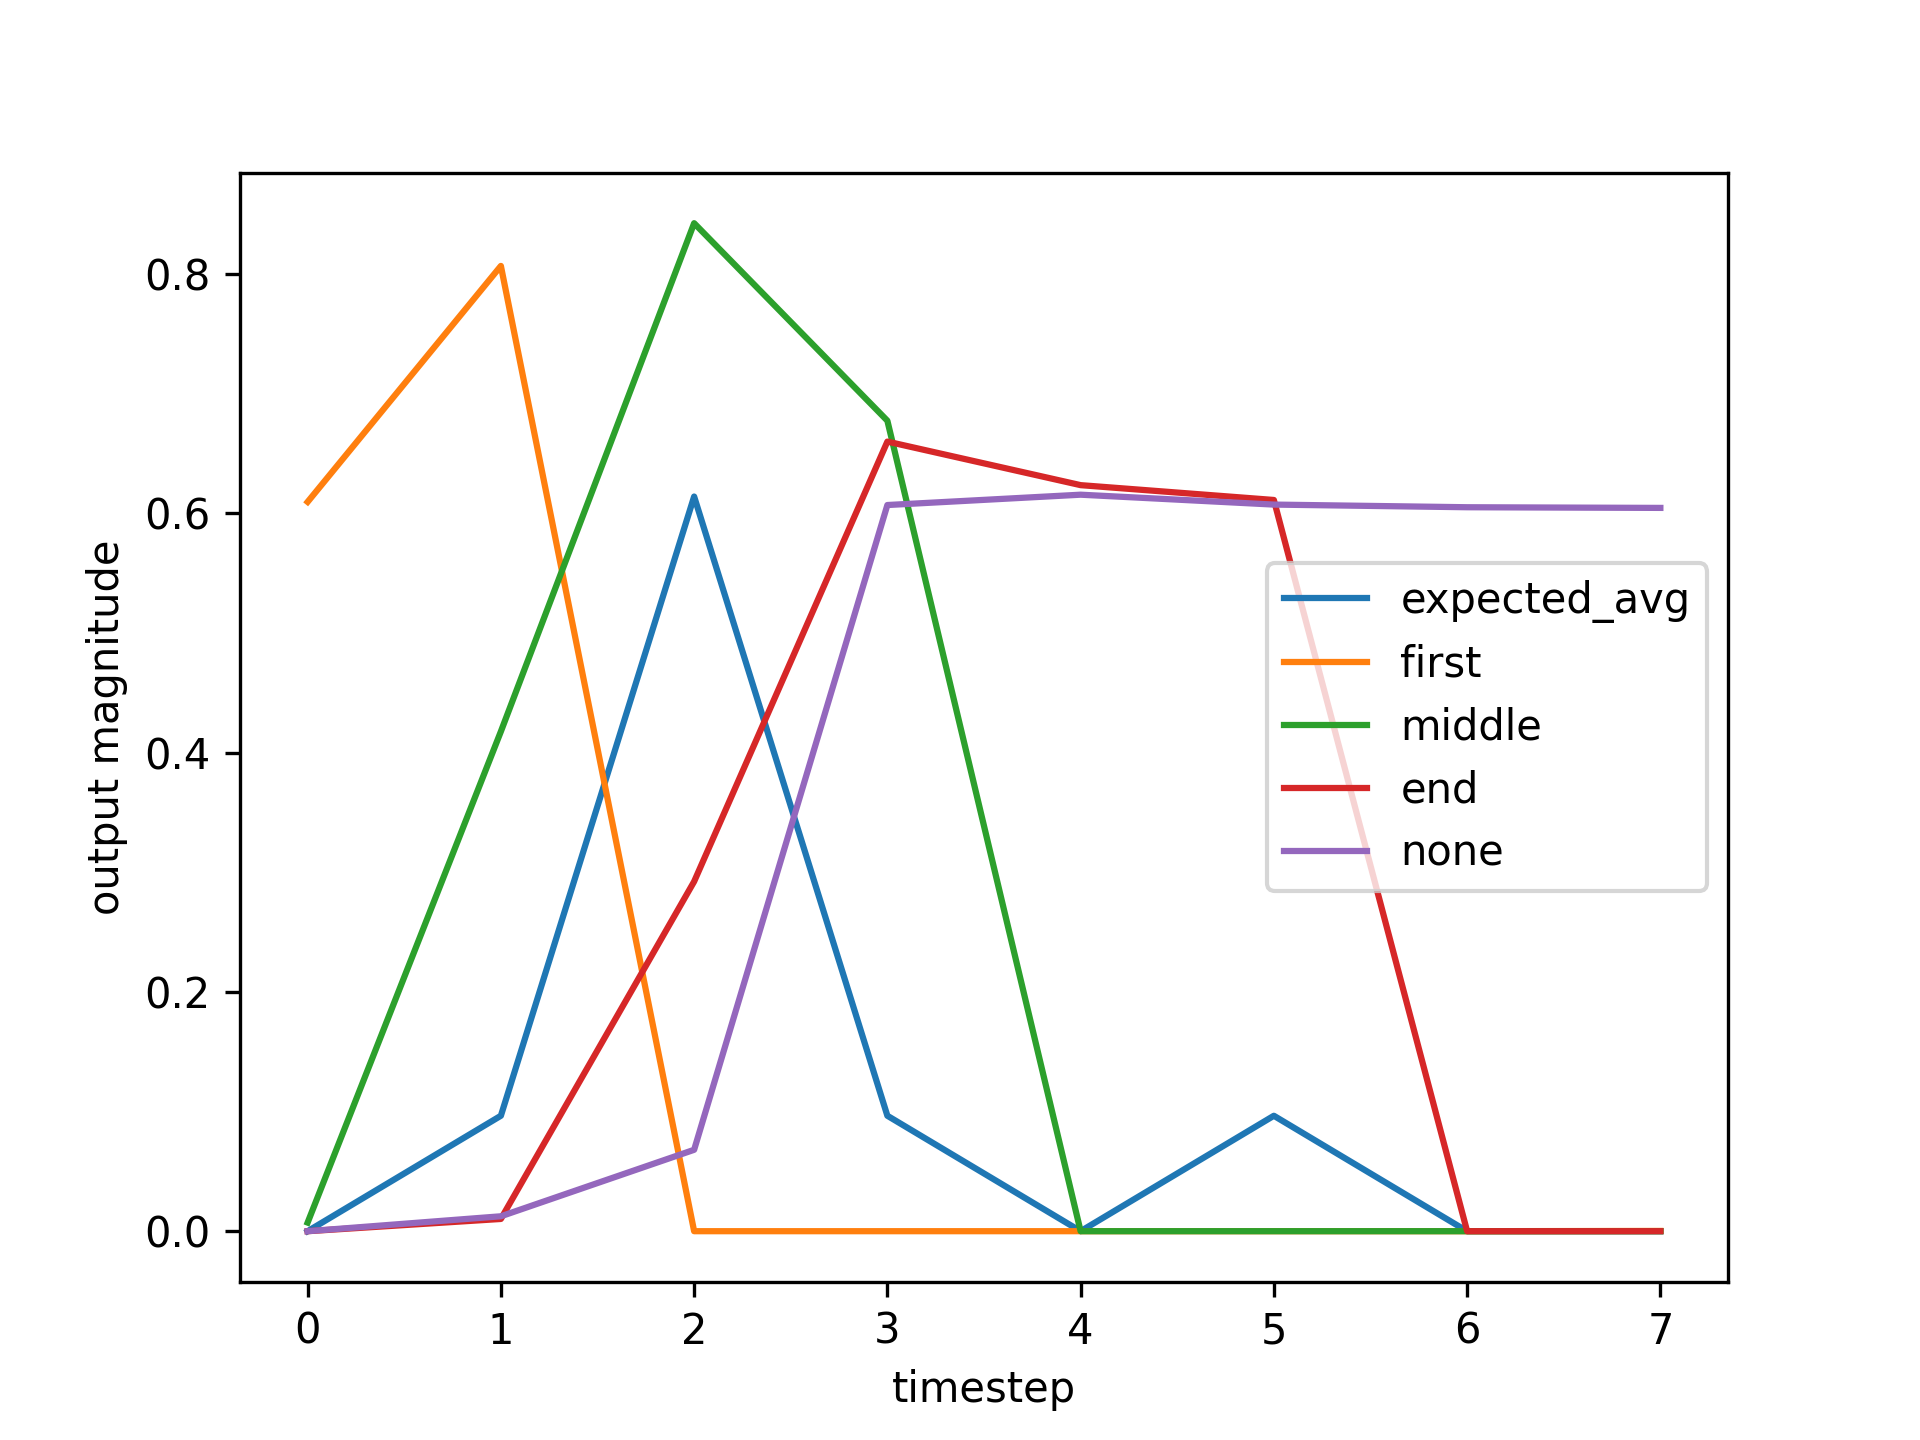 output magnitude
0.8
0.6
0.4
0.2
0.0
expected_avg
first
middle
end
none
0 1 2 3 4 5 6 7
timestep